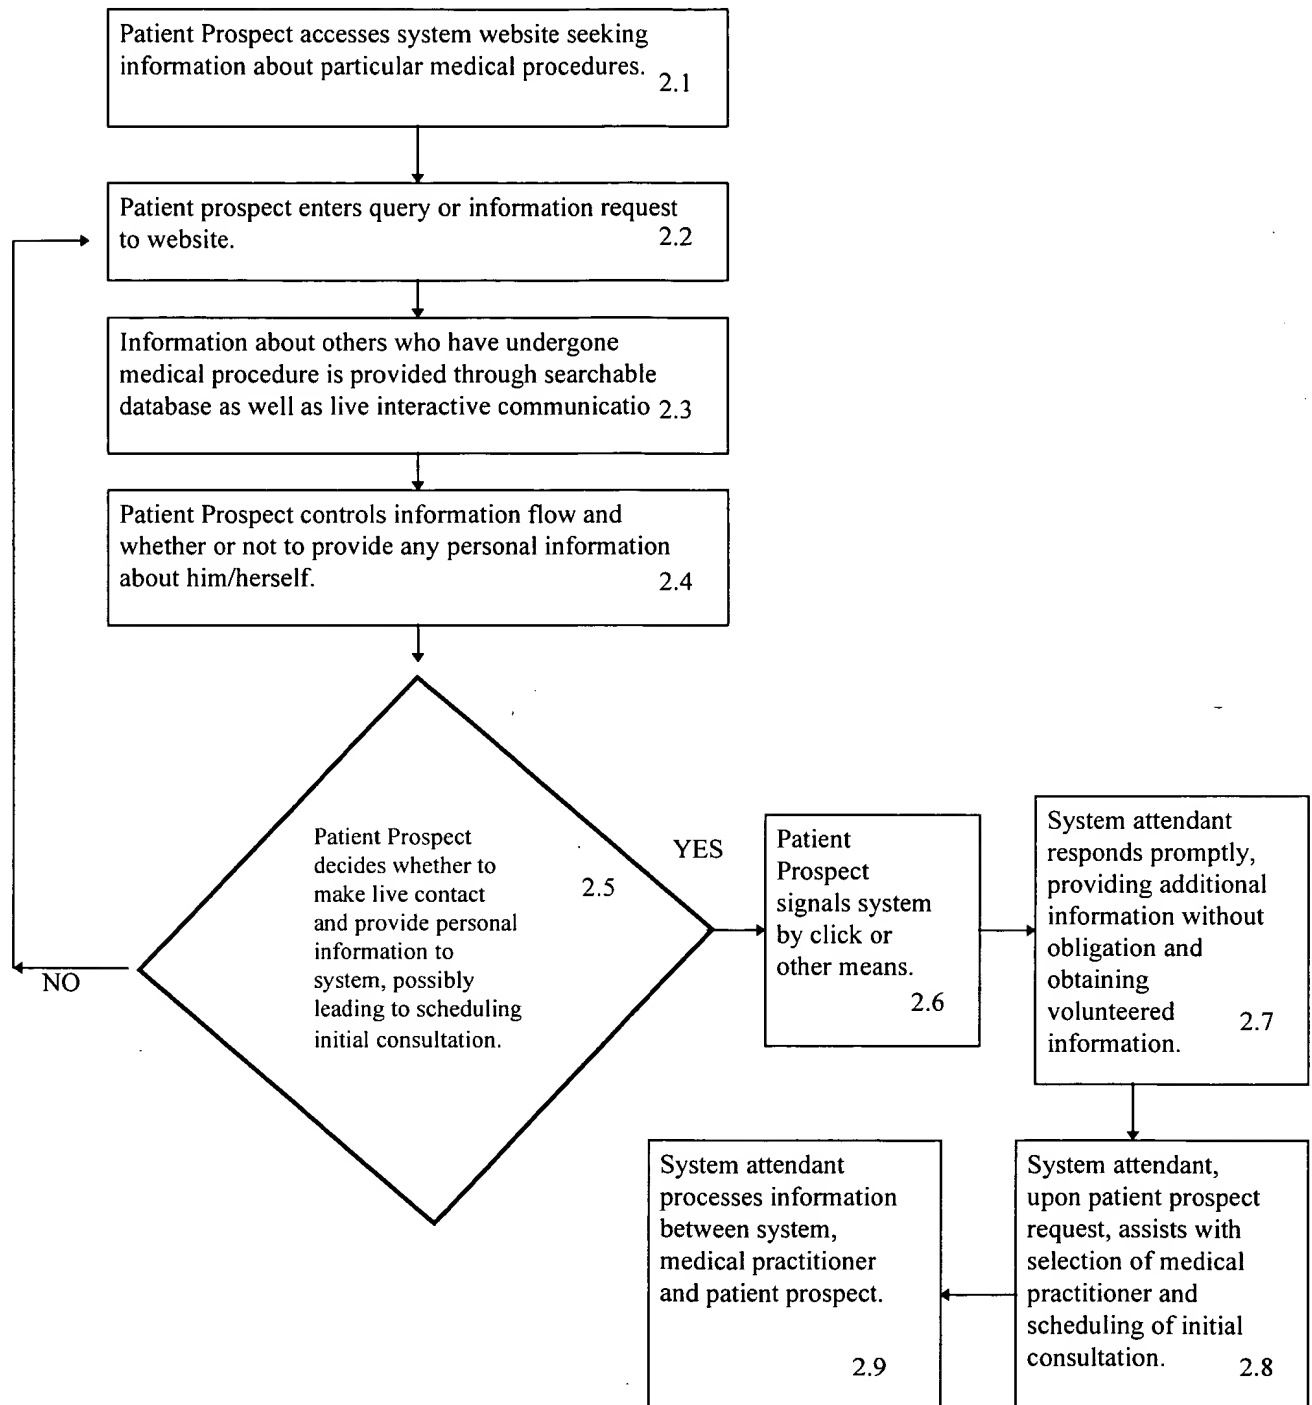 Patient Prospect accesses system website seeking
information about particular medical procedures.
2.1
Patient prospect enters query or information request
to website.
2.2
Information about others who have undergone
medical procedure is provided through searchable
database as well as live interactive communicatio
2.3
Patient Prospect controls information flow and
whether or not to provide any personal information
about him/herself.
2.4
Patient Prospect
decides whether to
make live contact
and provide personal
information to
system, possibly
leading to scheduling
initial consultation.
2.5
YES
NO
Patient
Prospect
signals system
by click or
other means.
2.6
System attendant
responds promptly,
providing additional
information without
obligation and
obtaining
volunteered
information.
2.7
System attendant,
upon patient prospect
request, assists with
selection of medical
practitioner and
scheduling of initial
consultation.
2.8
System attendant
processes information
between system,
medical practitioner
and patient prospect.
2.9